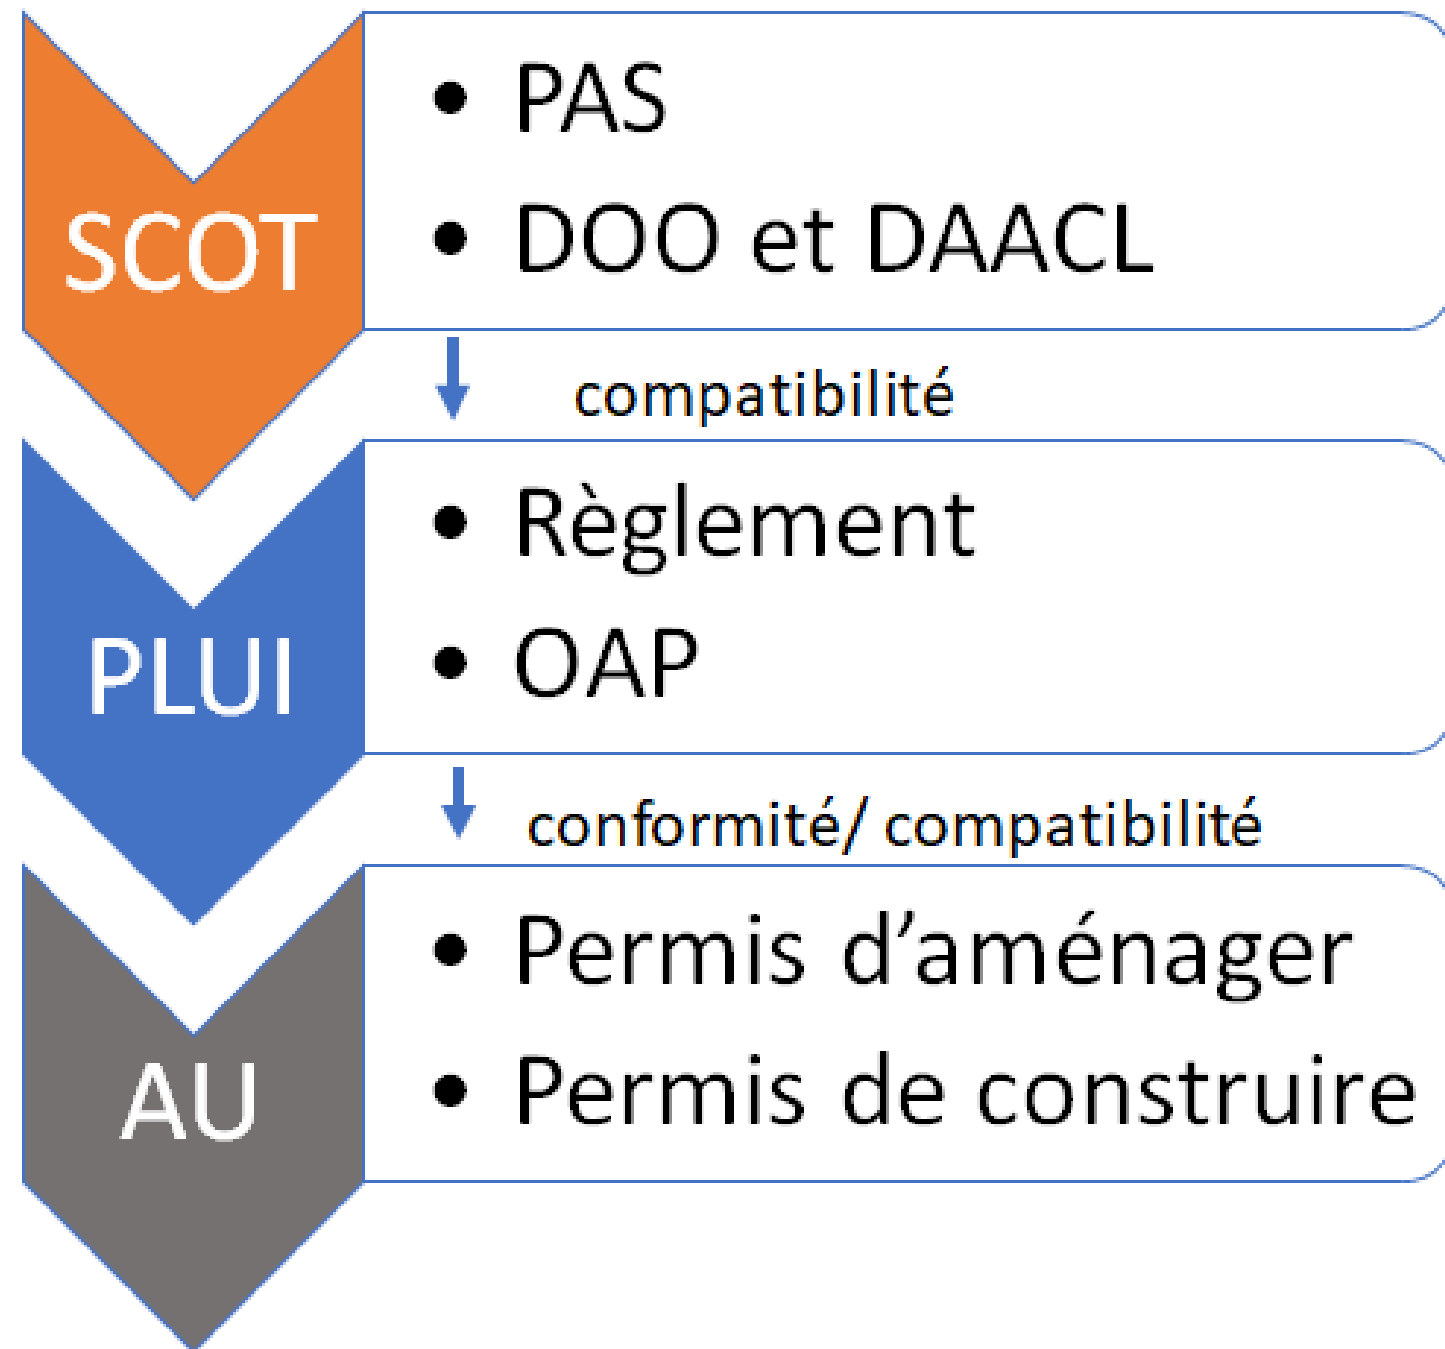 SCOT
• PAS
• DOO et DAACL
compatibilité
PLUI
• Règlement
• OAP
conformité/ compatibilité
AU
• Permis d’aménager
• Permis de construire